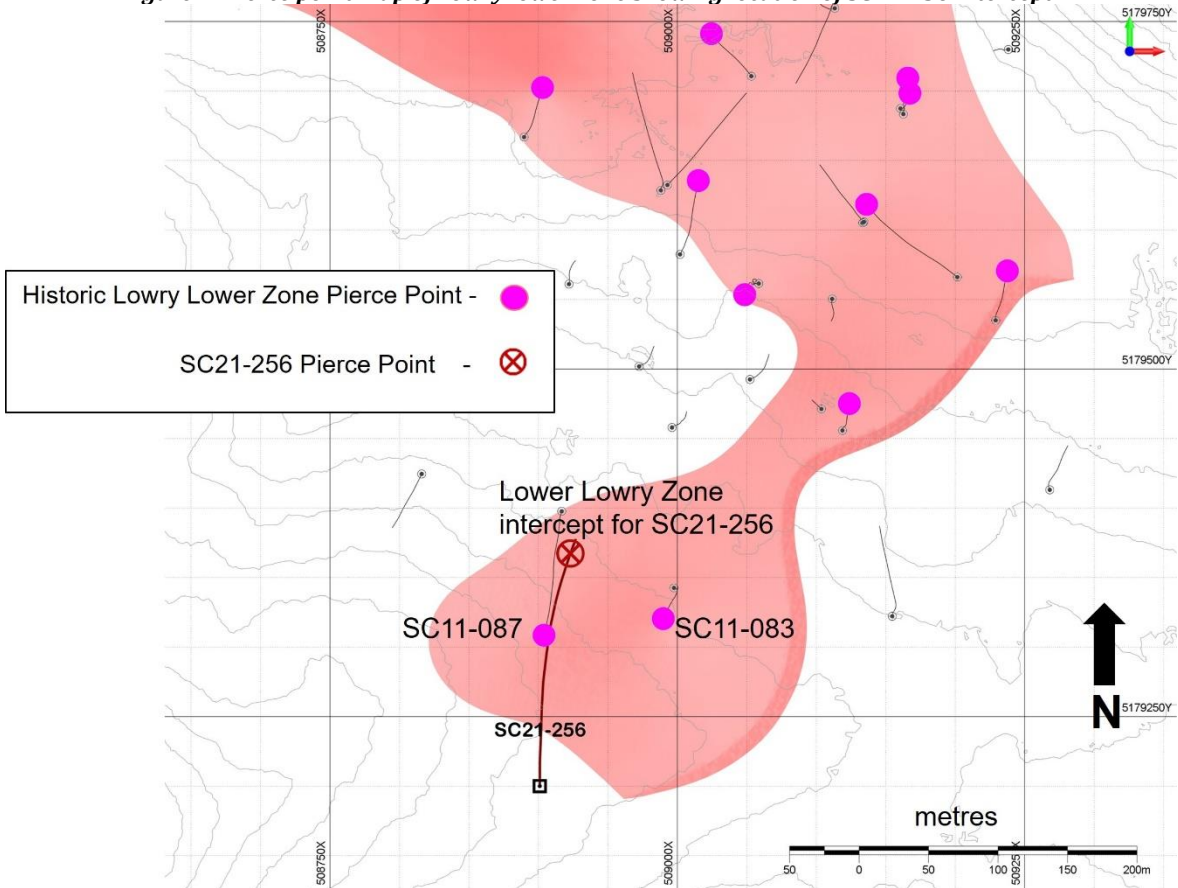 508750X
509000X
509250X
5179750Y
Historic Lowry Lower Zone Pierce Point -
SC21-256 Pierce Point -
5179500Y
Lower Lowry Zone
intercept for SC21-256
SC11-087
SC11-083
SC21-256
N
5179250Y
metres
508750X
509000X
509250X
50 0 50 100 150 200m